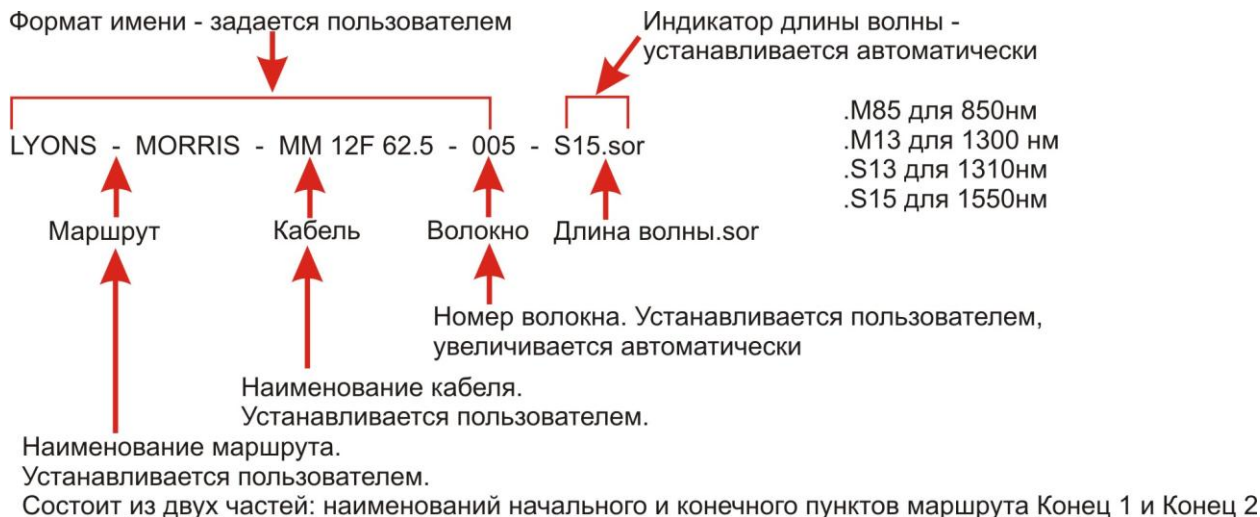 Формат имени - задается пользователем
Индикатор длины волны -
устанавливается автоматически
.M85 для 850нм
.M13 для 1300 нм
.S13 для 1310нм
.S15 для 1550нм
LYONS - MORRIS - MM 12F 62.5 - 005 - S15.sor
Маршрут Кабель Волокно Длина волны.sor
Номер волокна. Устанавливается пользователем,
увеличивается автоматически
Наименование кабеля.
Устанавливается пользователем.
Наименование маршрута.
Устанавливается пользователем.
Состоит из двух частей: наименований начального и конечного пунктов маршрута Конец 1 и Конец 2